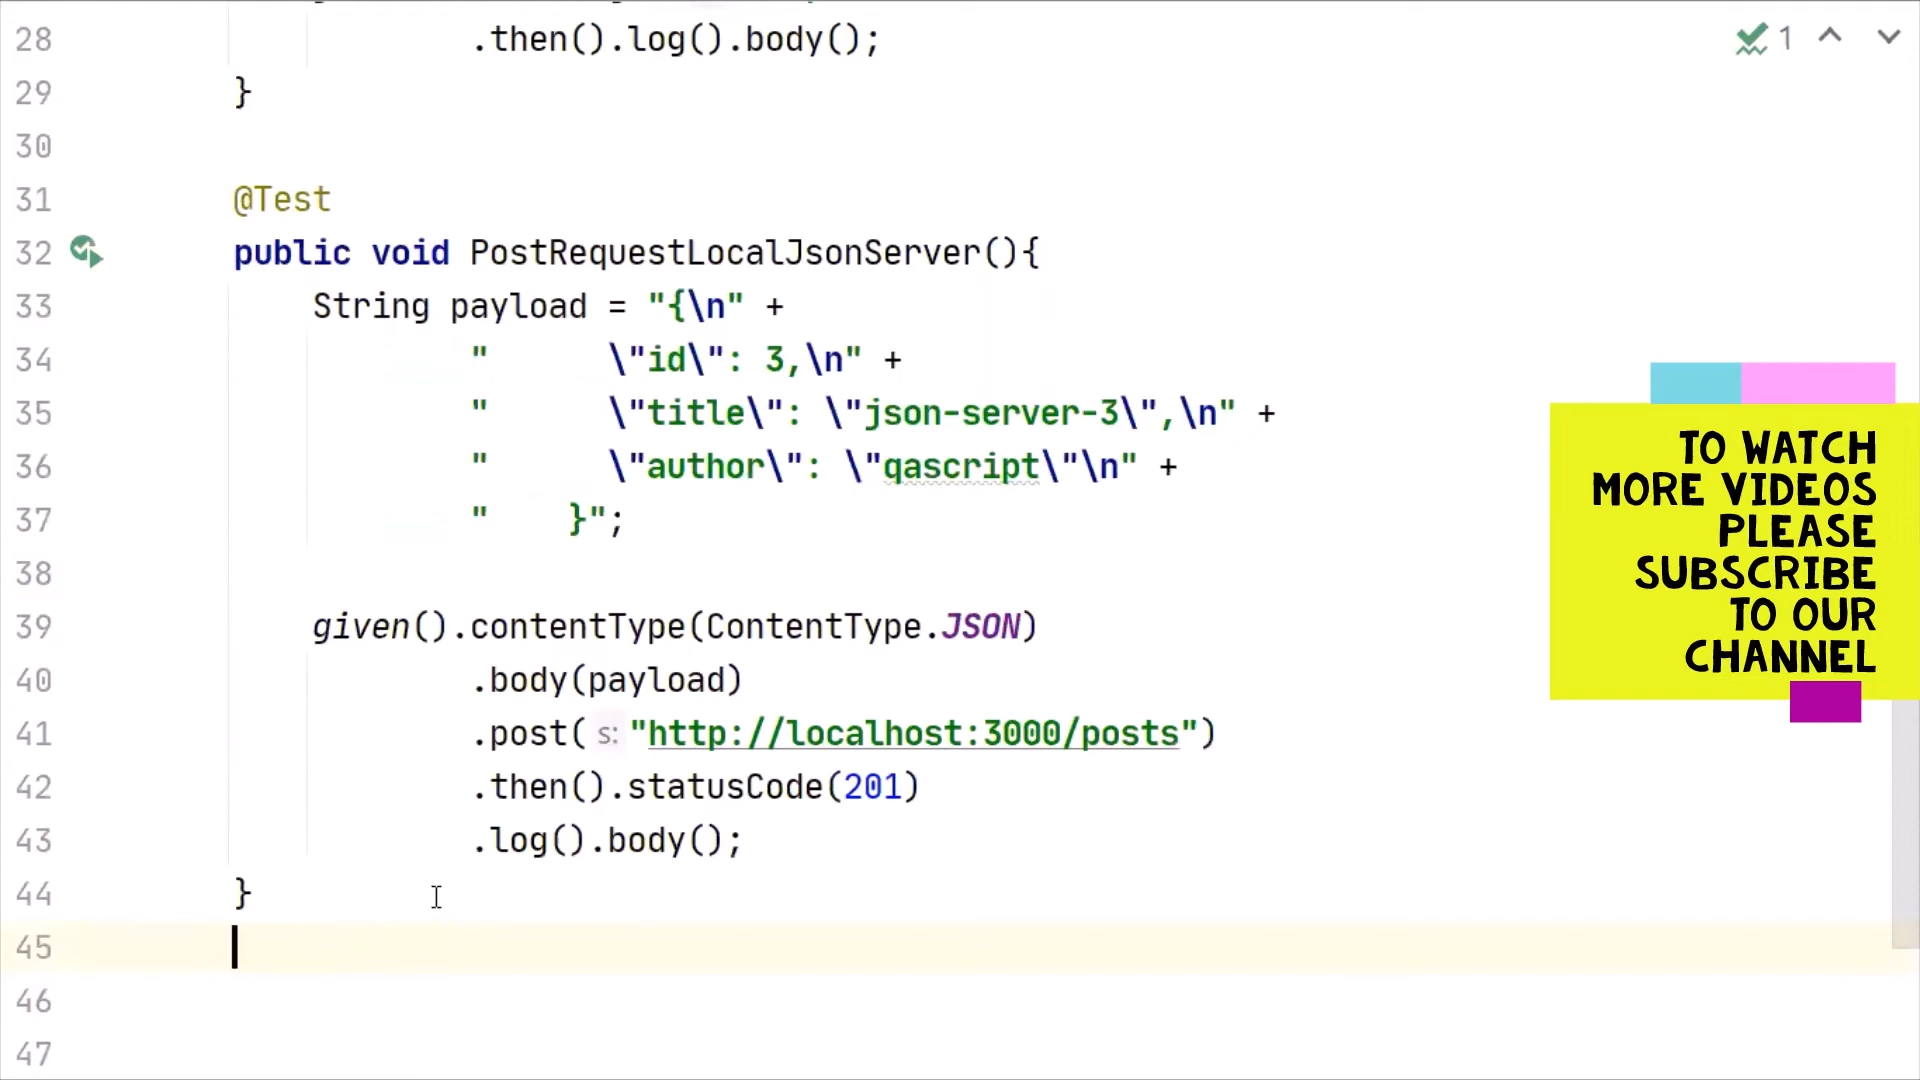 28 .then().log().body();
29 }
30
31 @Test
32 public void PostRequestLocalJsonServer(){
33 String payload = "{\n" +
34 "      \"id\": 3,\n" +
35 "      \"title\": \"json-server-3\",\n" +
36 "      \"author\": \"qascript\"\n" +
37 "    }";
38
39 given().contentType(ContentType.JSON)
40 .body(payload)
41 .post( s: "http://localhost:3000/posts")
42 .then().statusCode(201)
43 .log().body();
44 }
45
46
47
1
TO WATCH
MORE VIDEOS
PLEASE
SUBSCRIBE
TO OUR
CHANNEL